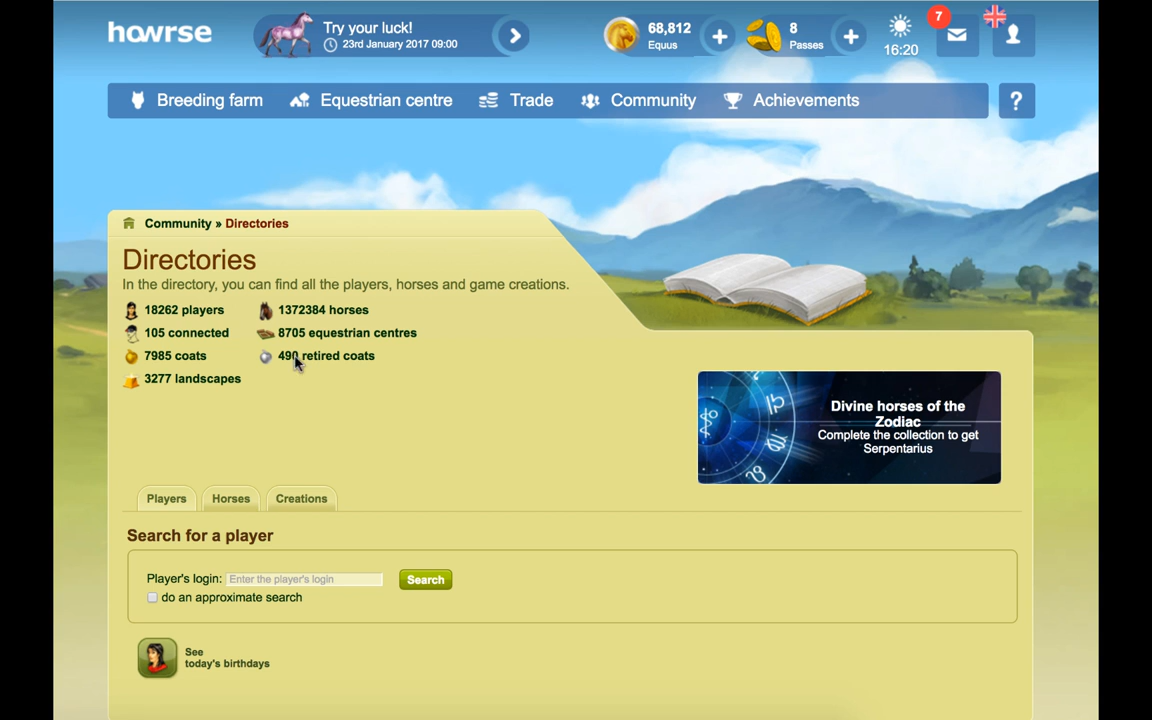 howrse
Try your luck!
23rd January 2017 09:00
68,812
Equus
8
Passes
16:20
7
Breeding farm
Equestrian centre
Trade
Community
Achievements
?
Community » Directories
Directories
In the directory, you can find all the players, horses and game creations.
18262 players
1372384 horses
105 connected
8705 equestrian centres
7985 coats
490 retired coats
3277 landscapes
Divine horses of the
Zodiac
Complete the collection to get
Serpentarius
Players
Horses
Creations
Search for a player
Player's login: Enter the player's login
Search
do an approximate search
See
today's birthdays